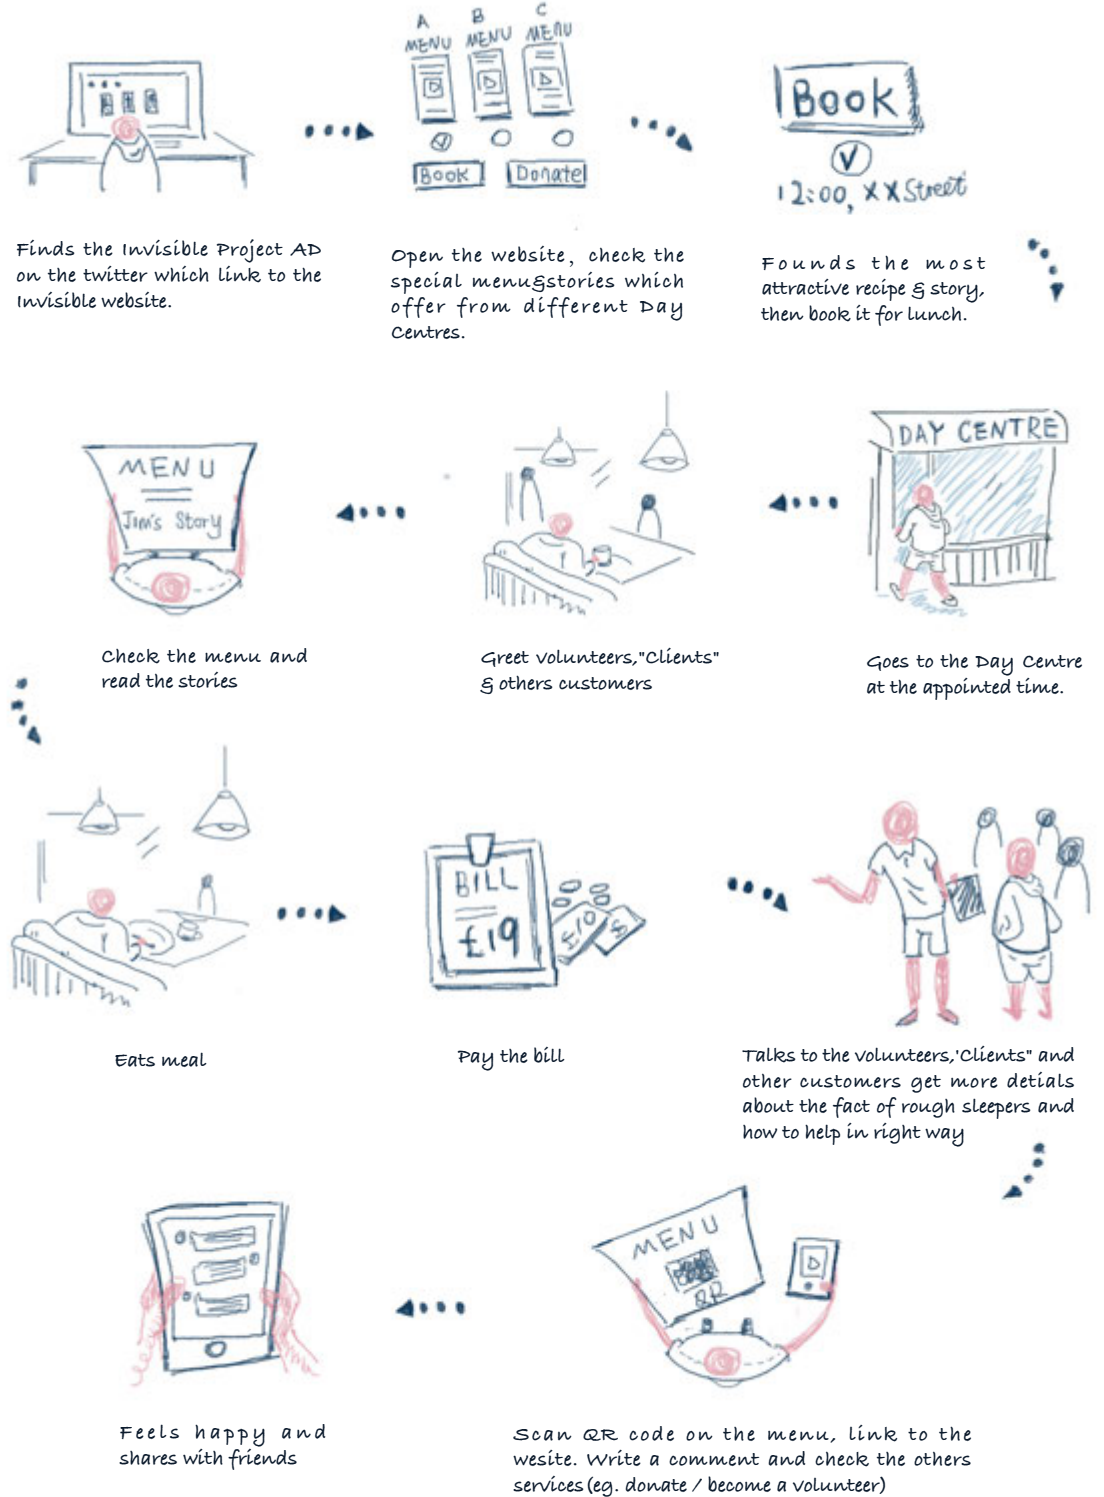 A
B
C
MENU
MENU
MENU
Book
Donate
Book
12:00, XX Street
Finds the Invisible Project AD
on the twitter which link to the
Invisible website.
Open the website, check the
special menu&stories which
offer from different Day
Centres.
Founds the most
attractive recipe & story,
then book it for lunch.
DAY CENTRE
Goes to the Day Centre
at the appointed time.
Greet volunteers,"Clients"
& others customers
MENU
Jim's Story
Check the menu and
read the stories
Eats meal
BILL
£19
£10
$
Pay the bill
Talks to the volunteers,'Clients" and
other customers get more detials
about the fact of rough sleepers and
how to help in right way
MENU
QR
Scan QR code on the menu, link to the
wesite. Write a comment and check the others
services(eg. donate / become a volunteer)
Feels happy and
shares with friends